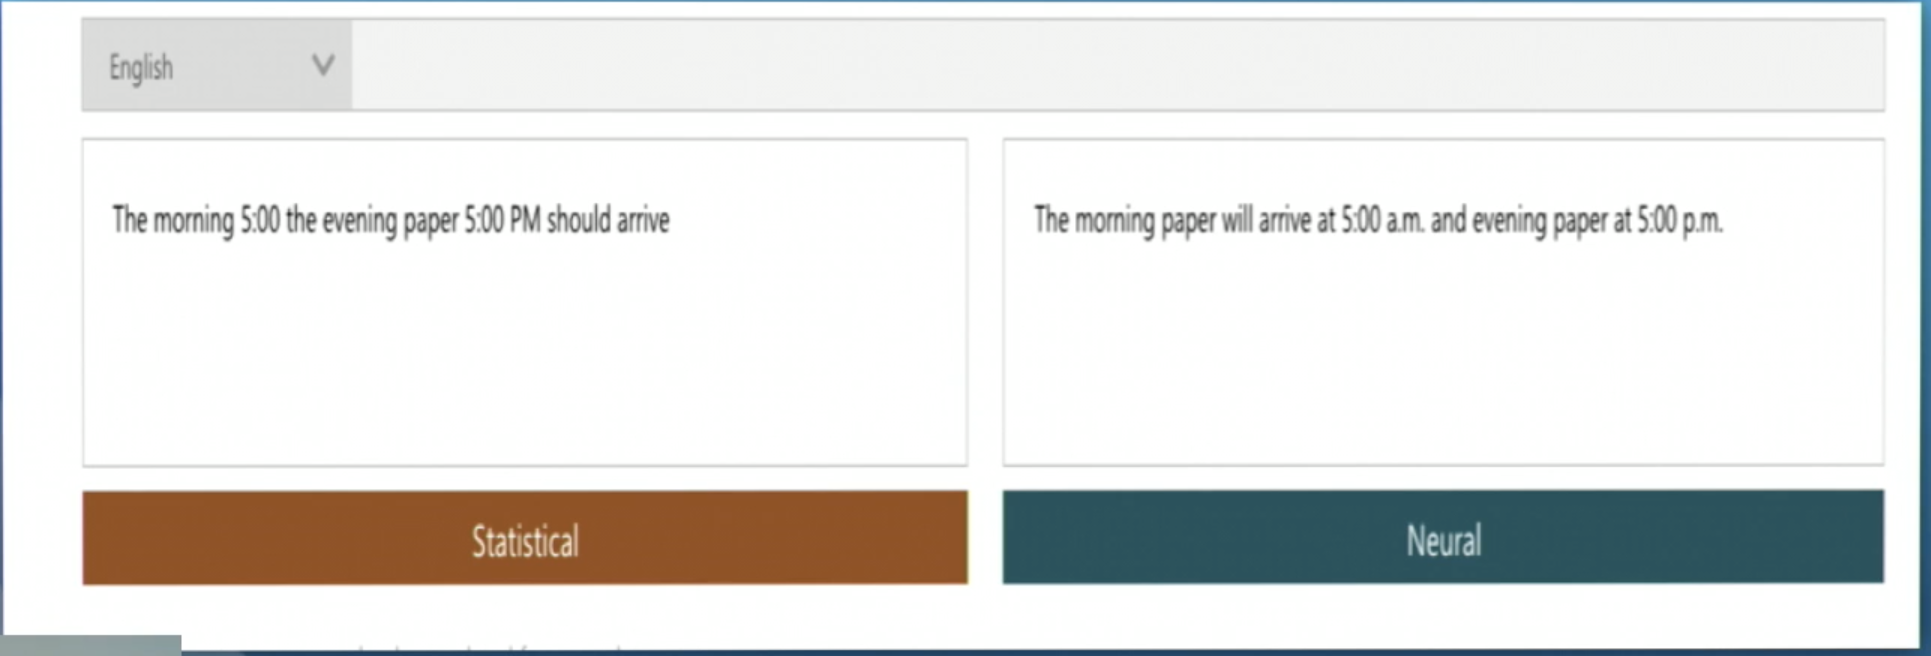 English
The morning 5:00 the evening paper 5:00 PM should arrive
The morning paper will arrive at 5:00 a.m. and evening paper at 5:00 p.m.
Statistical
Neural